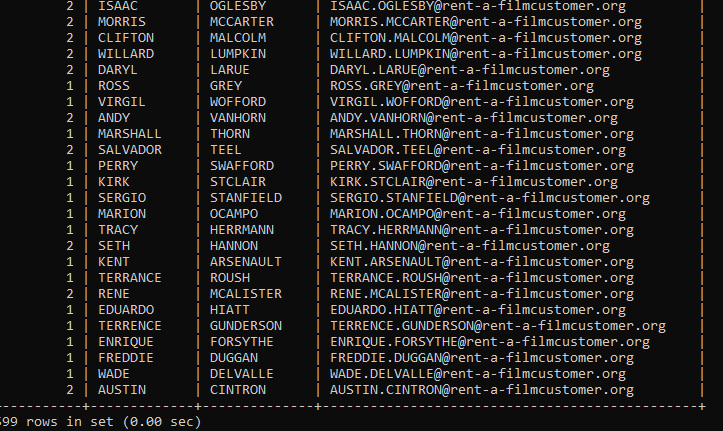 2 | ISAAC | OGLESBY | ISAAC.OGLESBY@rent-a-filmcustomer.org |
2 | MORRIS | MCCARTER | MORRIS.MCCARTER@rent-a-filmcustomer.org |
2 | CLIFTON | MALCOLM | CLIFTON.MALCOLM@rent-a-filmcustomer.org |
2 | WILLARD | LUMPKIN | WILLARD.LUMPKIN@rent-a-filmcustomer.org |
2 | DARYL | LARUE | DARYL.LARUE@rent-a-filmcustomer.org |
1 | ROSS | GREY | ROSS.GREY@rent-a-filmcustomer.org |
1 | VIRGIL | WOFFORD | VIRGIL.WOFFORD@rent-a-filmcustomer.org |
2 | ANDY | VANHORN | ANDY.VANHORN@rent-a-filmcustomer.org |
1 | MARSHALL | THORN | MARSHALL.THORN@rent-a-filmcustomer.org |
2 | SALVADOR | TEEL | SALVADOR.TEEL@rent-a-filmcustomer.org |
1 | PERRY | SWAFFORD | PERRY.SWAFFORD@rent-a-filmcustomer.org |
1 | KIRK | STCLAIR | KIRK.STCLAIR@rent-a-filmcustomer.org |
1 | SERGIO | STANFIELD | SERGIO.STANFIELD@rent-a-filmcustomer.org |
1 | MARION | OCAMPO | MARION.OCAMPO@rent-a-filmcustomer.org |
1 | TRACY | HERRMANN | TRACY.HERRMANN@rent-a-filmcustomer.org |
2 | SETH | HANNON | SETH.HANNON@rent-a-filmcustomer.org |
1 | KENT | ARSENAULT | KENT.ARSENAULT@rent-a-filmcustomer.org |
1 | TERRANCE | ROUSH | TERRANCE.ROUSH@rent-a-filmcustomer.org |
2 | RENE | MCALISTER | RENE.MCALISTER@rent-a-filmcustomer.org |
1 | EDUARDO | HIATT | EDUARDO.HIATT@rent-a-filmcustomer.org |
1 | TERRENCE | GUNDERSON | TERRENCE.GUNDERSON@rent-a-filmcustomer.org |
1 | ENRIQUE | FORSYTHE | ENRIQUE.FORSYTHE@rent-a-filmcustomer.org |
1 | FREDDIE | DUGGAN | FREDDIE.DUGGAN@rent-a-filmcustomer.org |
1 | WADE | DELVALLE | WADE.DELVALLE@rent-a-filmcustomer.org |
2 | AUSTIN | CINTRON | AUSTIN.CINTRON@rent-a-filmcustomer.org |
-----------+-------------+--------------+-----------------------------------------------+
99 rows in set (0.00 sec)